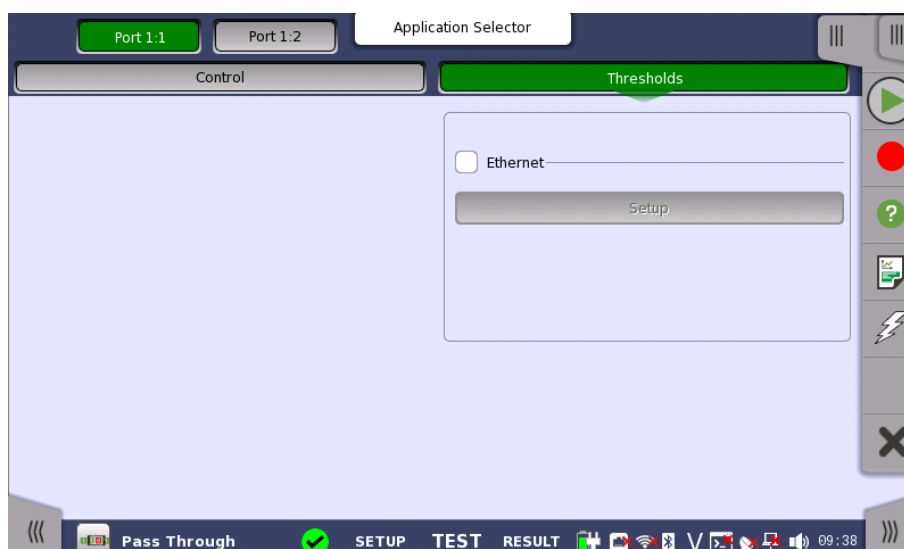 Port 1:1 Port 1:2 Application Selector
Control Thresholds
Ethernet
Setup
?
Pass Through SETUP TEST RESULT V 09:38